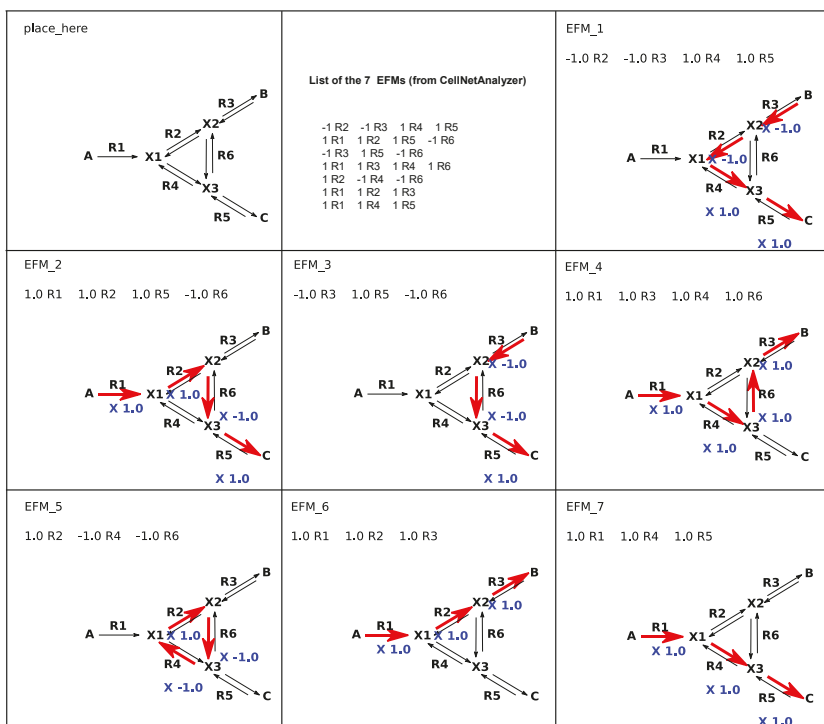 place_here
B
R3
X2
R2
R1
A
X1
R6
R4
X3
R5
C
List of the 7 EFMs (from CellNetAnalyzer)
-1 R2 -1 R3 1 R4 1 R5
1 R1 1 R2 1 R5 -1 R6
-1 R3 1 R5 -1 R6
1 R1 1 R3 1 R4 1 R6
1 R2 -1 R4 -1 R6
1 R1 1 R2 1 R3
1 R1 1 R4 1 R5
EFM_1
-1.0 R2 -1.0 R3 1.0 R4 1.0 R5
B
R3
X2
X -1.0
R2
R1
A
X1
X -1.0
R6
R4
X3
X 1.0
R5
C
X 1.0
EFM_2
1.0 R1 1.0 R2 1.0 R5 -1.0 R6
B
R3
X2
R2
R1
A
X1
X 1.0
X 1.0
R6
X -1.0
R4
X3
R5
C
X 1.0
EFM_3
-1.0 R3 1.0 R5 -1.0 R6
B
R3
X2
X -1.0
R2
R1
A
X1
R6
X -1.0
R4
X3
R5
C
X 1.0
EFM_4
1.0 R1 1.0 R3 1.0 R4 1.0 R6
B
R3
X2
X 1.0
R2
R1
A
X1
X 1.0
R6
X 1.0
R4
X3
X 1.0
R5
C
EFM_5
1.0 R2 -1.0 R4 -1.0 R6
B
R3
X2
R2
R1
A
X1
X 1.0
R6
X -1.0
R4
X3
X -1.0
R5
C
EFM_6
1.0 R1 1.0 R2 1.0 R3
B
R3
X2
X 1.0
R2
R1
A
X1
X 1.0
X 1.0
R6
R4
X3
R5
C
EFM_7
1.0 R1 1.0 R4 1.0 R5
B
R3
X2
R2
R1
A
X1
X 1.0
R6
R4
X3
X 1.0
R5
C
X 1.0